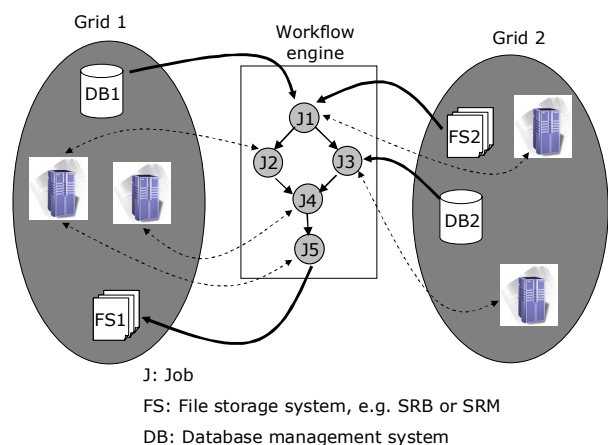 Grid 1
Workflow
engine
Grid 2
DB1
J1
FS2
J2
J3
J4
DB2
J5
FS1
J: Job
FS: File storage system, e.g. SRB or SRM
DB: Database management system